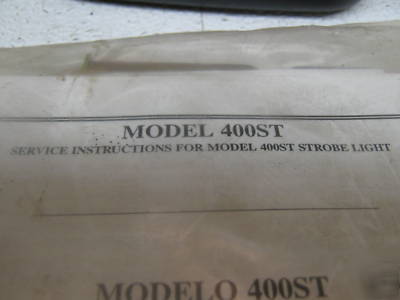 MODEL 400ST
SERVICE INSTRUCTIONS FOR MODEL 400ST STROBE LIGHT
MODELO 400ST